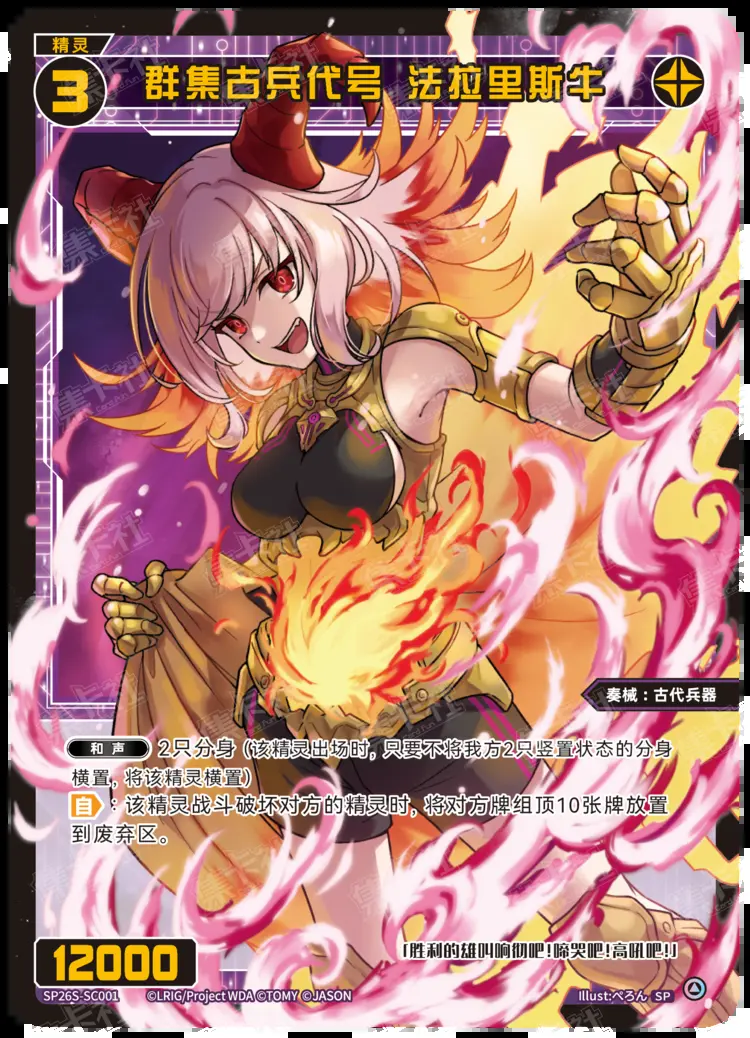 精灵
3
群集古兵代号 法拉里斯牛
奏械：古代兵器
和声 2只分身（该精灵出场时，只要不将我方2只竖置状态的分身
横置，将该精灵横置）
自：该精灵战斗破坏对方的精灵时，将对方牌组顶10张牌放置
到废弃区。
「胜利的雄叫响彻吧！啼哭吧！高吼吧！」
12000
SP26S-SC001 ©LRIG/Project WDA ©TOMY ©JASON
Illust:ぺろん SP
集卡社